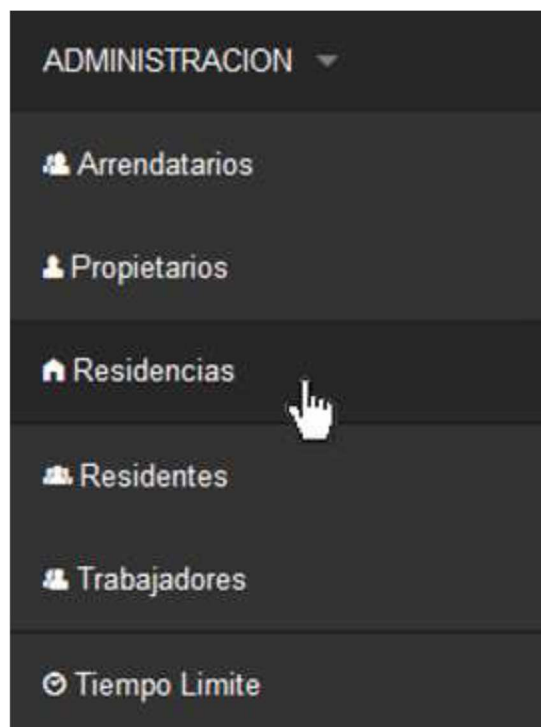 ADMINISTRACION
Arrendatarios
Propietarios
Residencias
Residentes
Trabajadores
Tiempo Limite